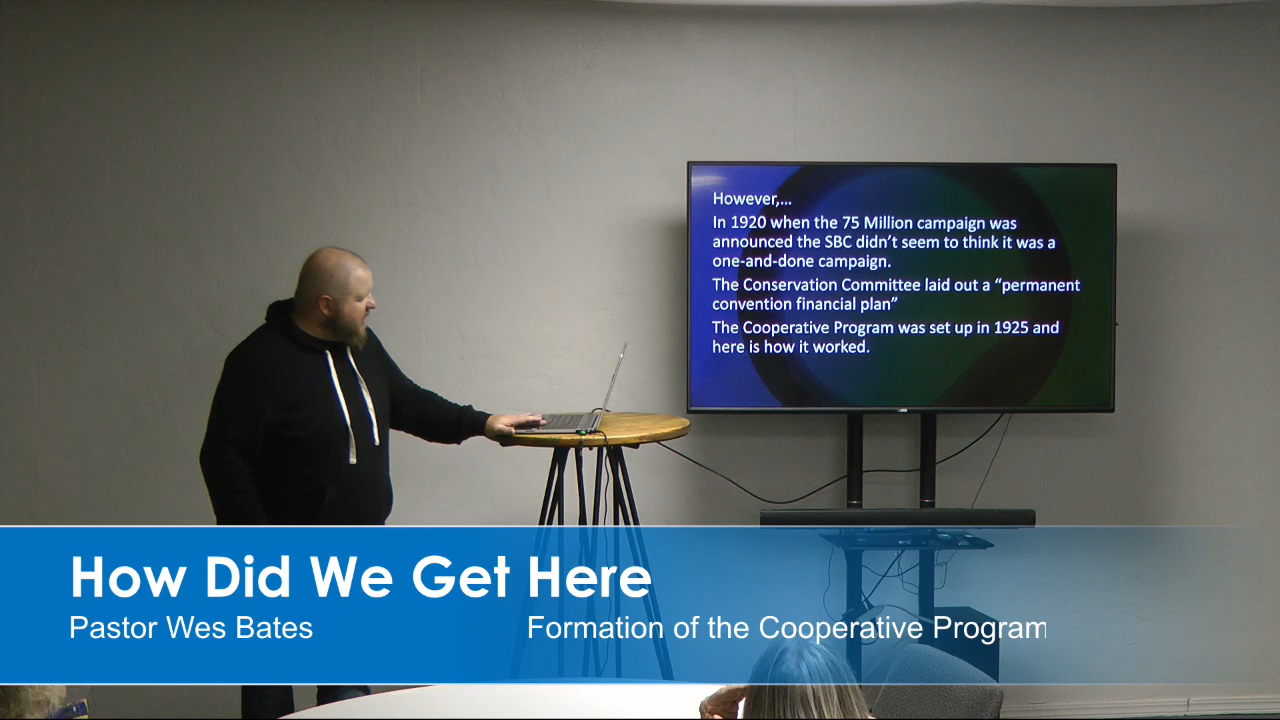 However,...
In 1920 when the 75 Million campaign was
announced the SBC didn't seem to think it was a
one-and-done campaign.
The Conservation Committee laid out a “permanent
convention financial plan”
The Cooperative Program was set up in 1925 and
here is how it worked.
How Did We Get Here
Pastor Wes Bates
Formation of the Cooperative Program